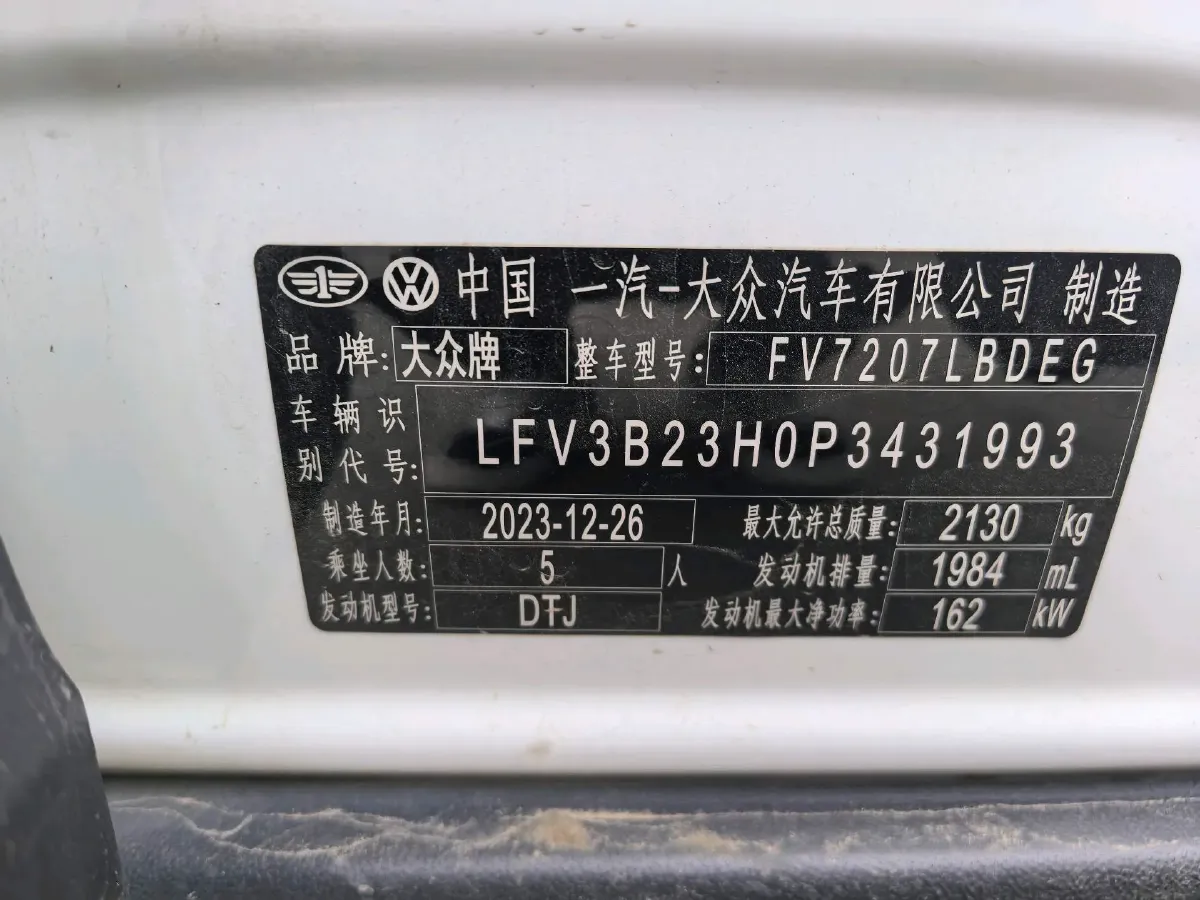 中国 一汽-大众汽车有限公司 制造
品牌: 大众牌 整车型号: FV7207LBDEG
车辆识别代号: LFV3B23H0P3431993
制造年月: 2023-12-26 最大允许总质量: 2130 kg
乘坐人数: 5 人 发动机排量: 1984 mL
发动机型号: DTJ 发动机最大净功率: 162 kW